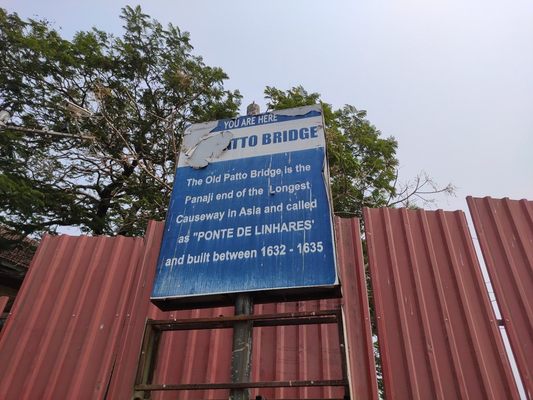 YOU ARE HERE
PATTO BRIDGE
The Old Patto Bridge is the
Panaji end of the Longest
Causeway in Asia and called
as "PONTE DE LINHARES"
and built between 1632 - 1635